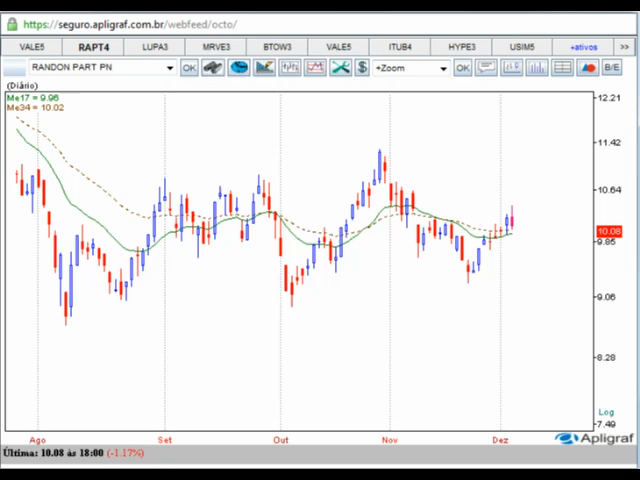 https://seguro.apligraf.com.br/webfeed/octo/
VALE5 RAPT4 LUPA3 MRVE3 BTOW3 VALE5 ITUB4 HYPE3 USIM5 +ativos >>
RANDON PART PN OK $ +Zoom OK B/E
(Diário)
Me17 = 9.96
Me34 = 10.02
12.21
11.42
10.64
10.08
9.85
9.06
8.28
7.49
Log
Ago Set Out Nov Dez
Apligraf
Última: 10.08 às 18:00 (-1.17%)